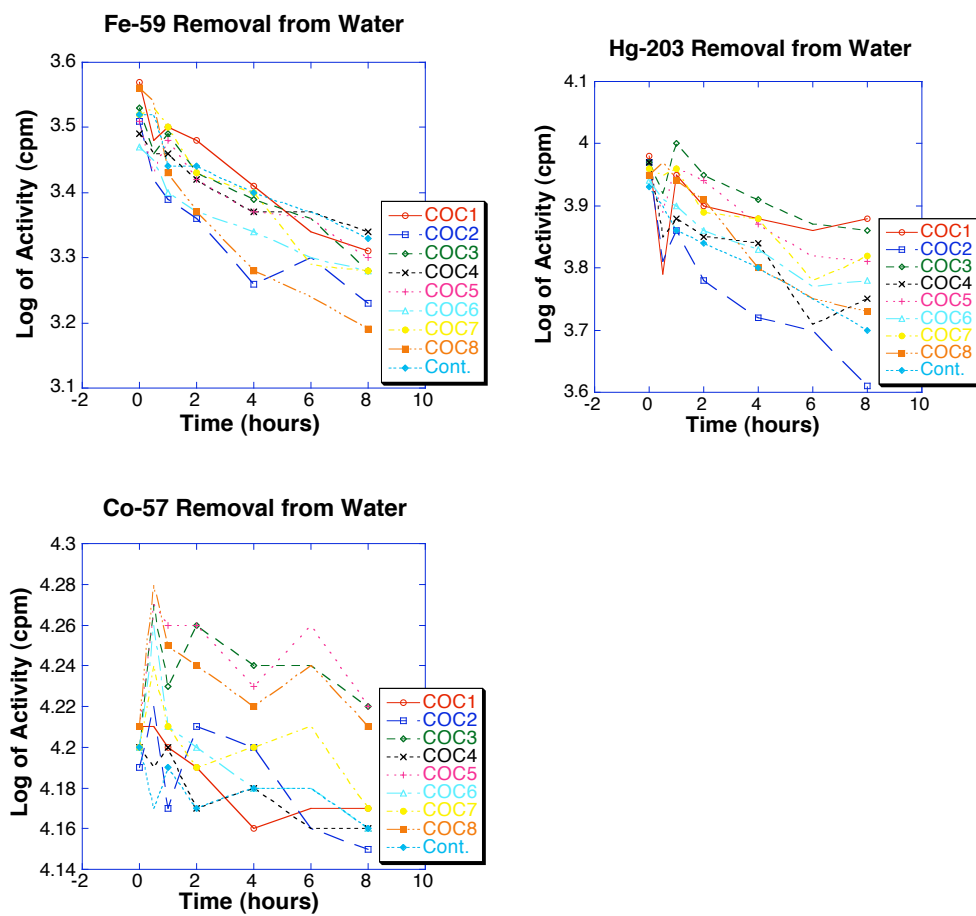 Fe-59 Removal from Water
Log of Activity (cpm)
3.6
3.5
3.4
3.3
3.2
3.1
-2 0 2 4 6 8 10
Time (hours)
COC1
COC2
COC3
COC4
COC5
COC6
COC7
COC8
Cont.
Hg-203 Removal from Water
Log of Activity (cpm)
4.1
4
3.9
3.8
3.7
3.6
-2 0 2 4 6 8 10
Time (hours)
COC1
COC2
COC3
COC4
COC5
COC6
COC7
COC8
Cont.
Co-57 Removal from Water
Log of Activity (cpm)
4.3
4.28
4.26
4.24
4.22
4.2
4.18
4.16
4.14
-2 0 2 4 6 8 10
Time (hours)
COC1
COC2
COC3
COC4
COC5
COC6
COC7
COC8
Cont.